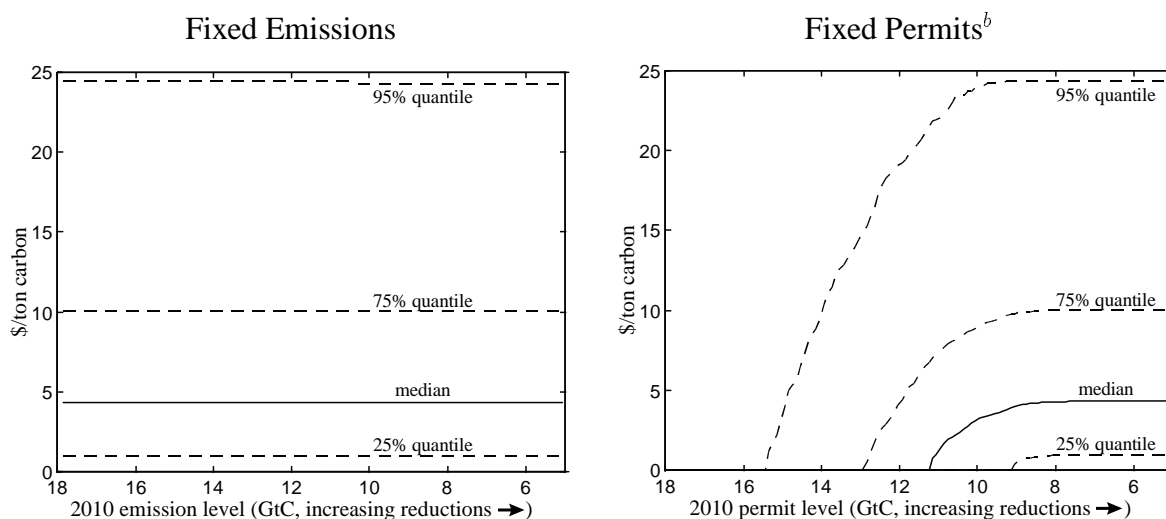 Fixed Emissions
25
20
15
10
5
0
$/ton carbon
95% quantile
75% quantile
median
25% quantile
18 16 14 12 10 8 6
2010 emission level (GtC, increasing reductions →)
Fixed Permits^b
25
20
15
10
5
0
$/ton carbon
95% quantile
75% quantile
median
25% quantile
18 16 14 12 10 8 6
2010 permit level (GtC, increasing reductions →)